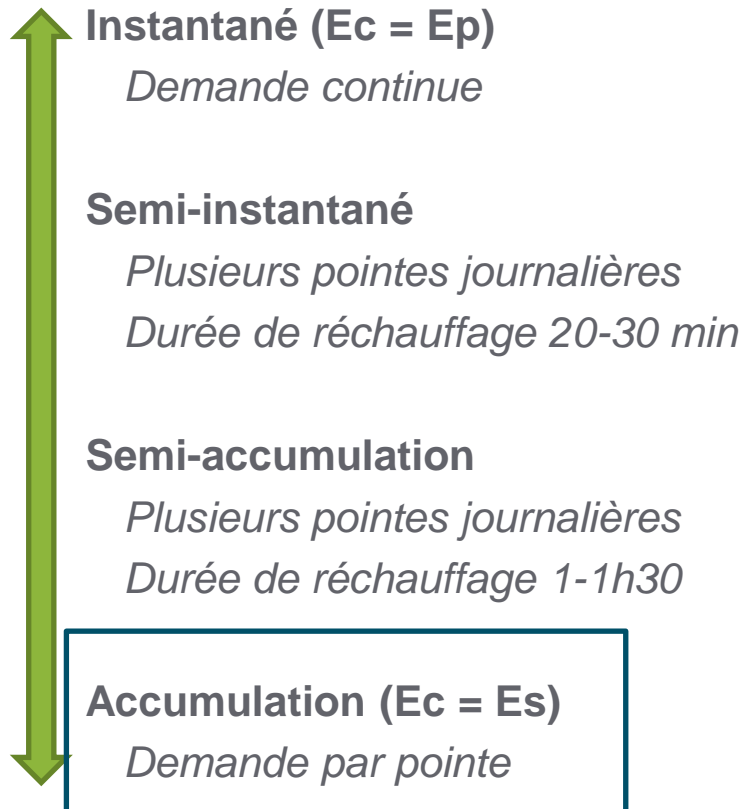 Instantané (Ec = Ep)
Demande continue
Semi-instantané
Plusieurs pointes journalières
Durée de réchauffage 20-30 min
Semi-accumulation
Plusieurs pointes journalières
Durée de réchauffage 1-1h30
Accumulation (Ec = Es)
Demande par pointe